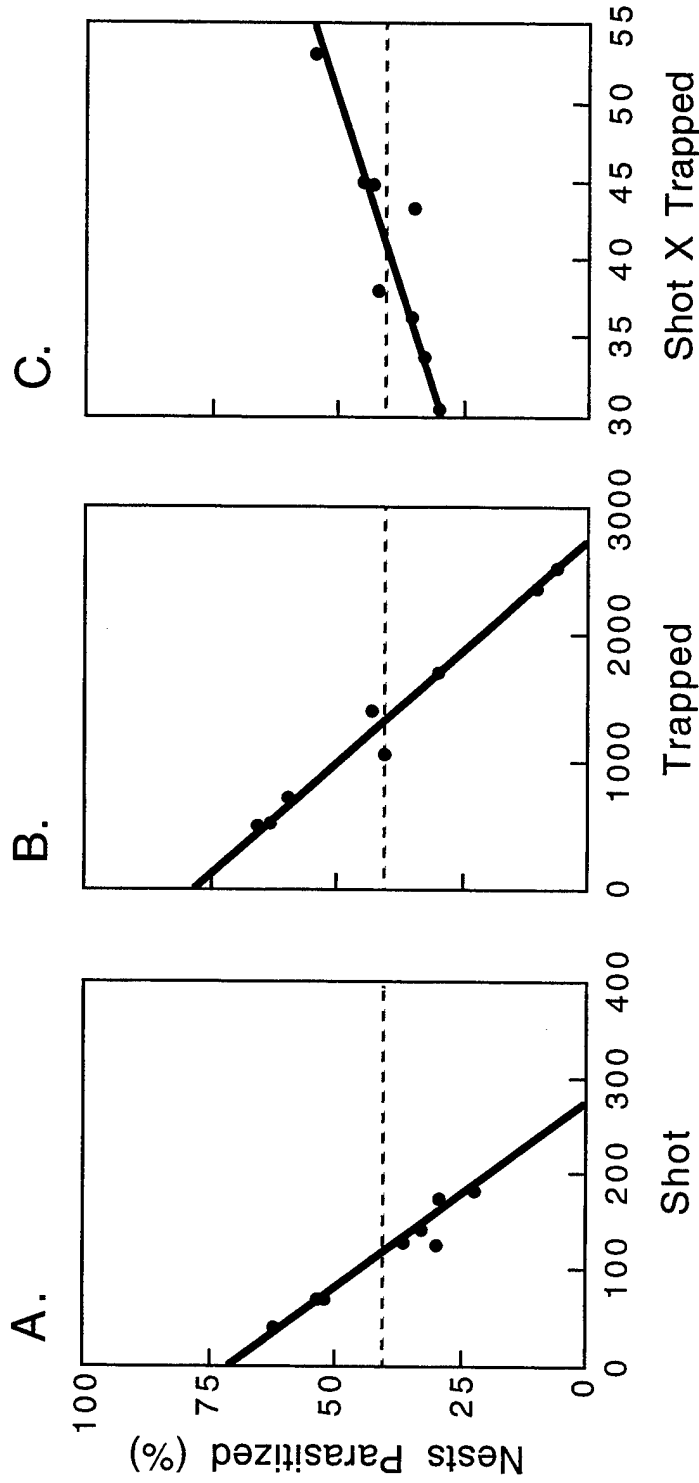 A.
B.
C.
Nests Parasitized (%)
100
75
50
25
0
0 100 200 300 400
Shot
0 1000 2000 3000
Trapped
30 35 40 45 50 55
Shot X Trapped